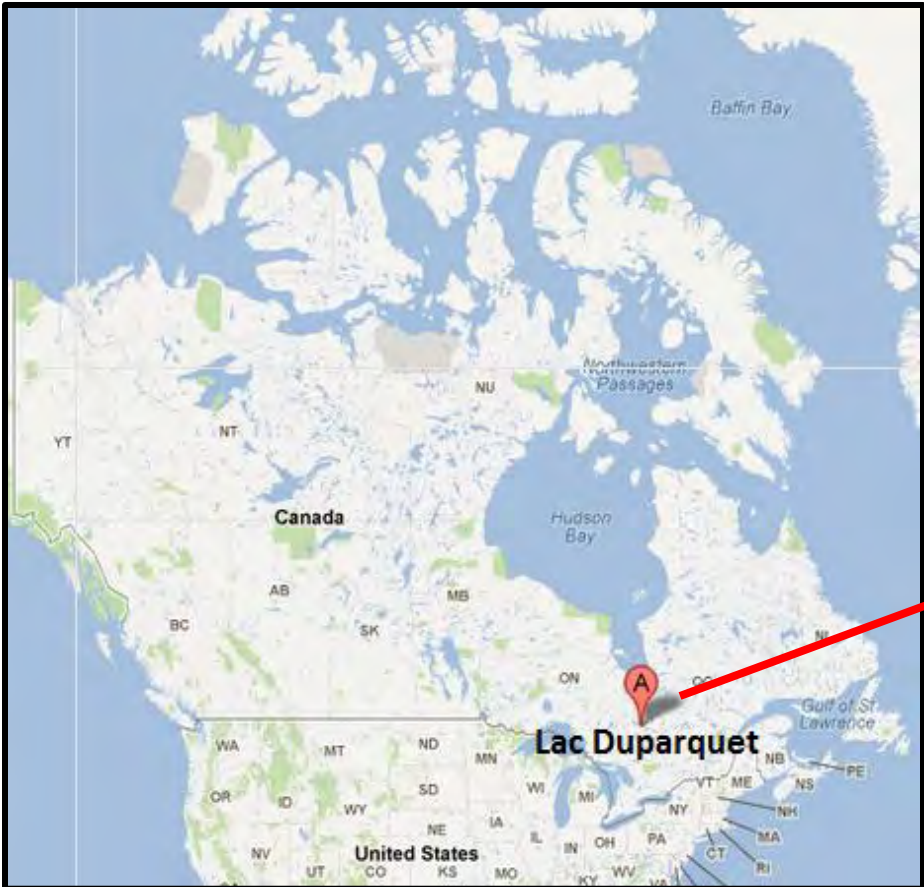 Baffin Bay
Northwestern
Passages
NU
YT
NT
Canada
Hudson
Bay
AB
MB
BC
SK
ON
A
Gulf of St
Lawrence
Lac Duparquet
WA
MT
ND
MN
NB
PE
OR
ID
SD
WI
MI
VT
ME
NS
WY
NY
NH
NE
IA
IL
IN
OH
PA
MA
NV
United States
CT
RI
UT
CO
KS
MO
KY
WV
VA